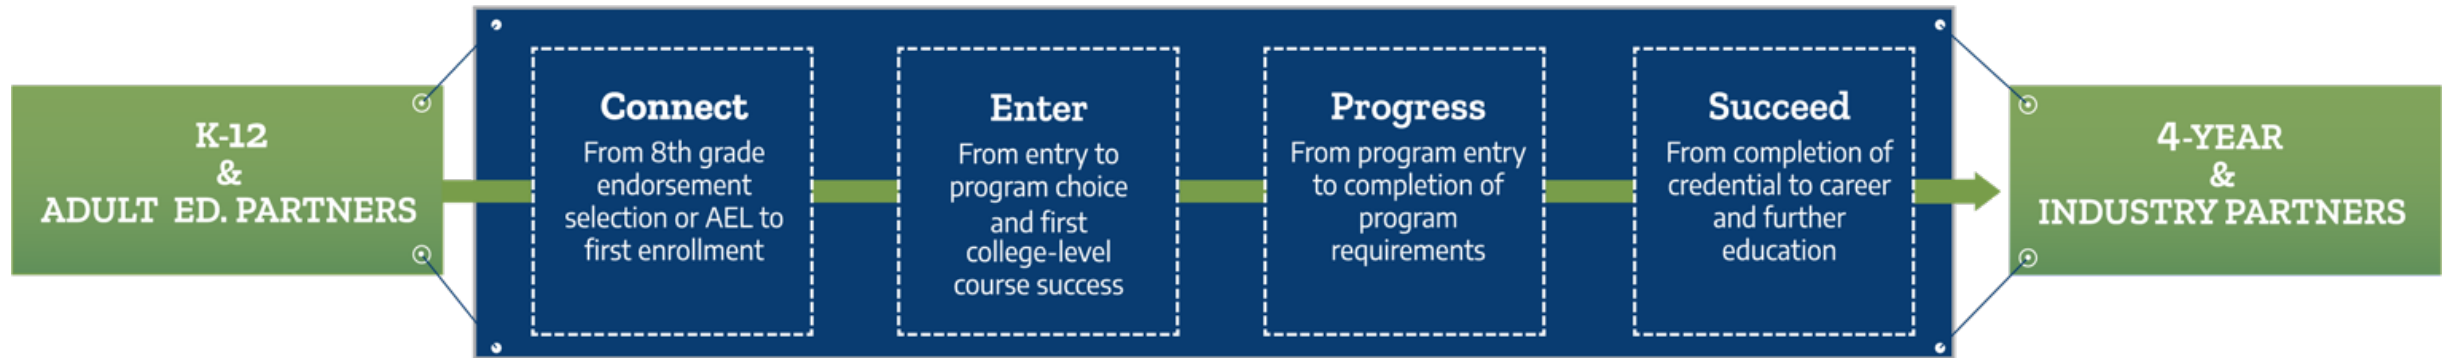 K-12
&
ADULT ED. PARTNERS
Connect
From 8th grade
endorsement
selection or AEL to
first enrollment
Enter
From entry to
program choice
and first
college-level
course success
Progress
From program entry
to completion of
program
requirements
Succeed
From completion of
credential to career
and further
education
4-YEAR
&
INDUSTRY PARTNERS